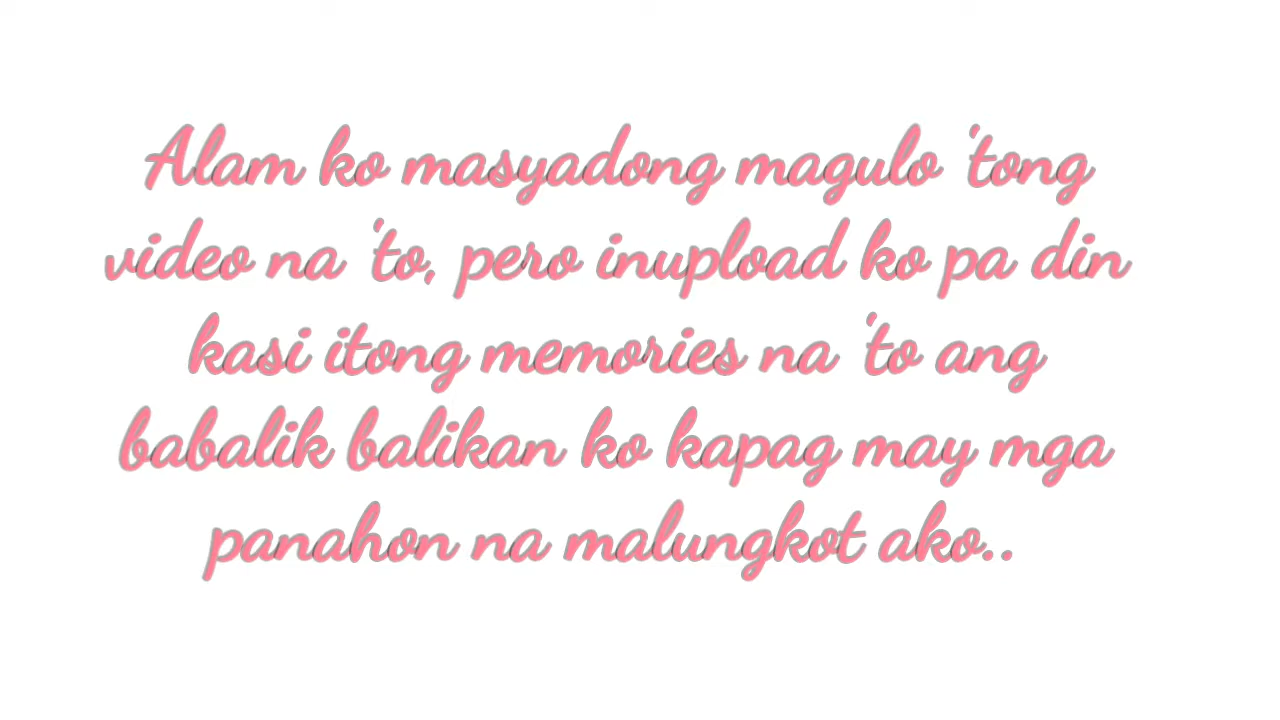 Alam ko masyadong magulo 'tong
video na 'to, pero inupload ko pa din
kasi itong memories na 'to ang
babalik balikan ko kapag may mga
panahon na malungkot ako..